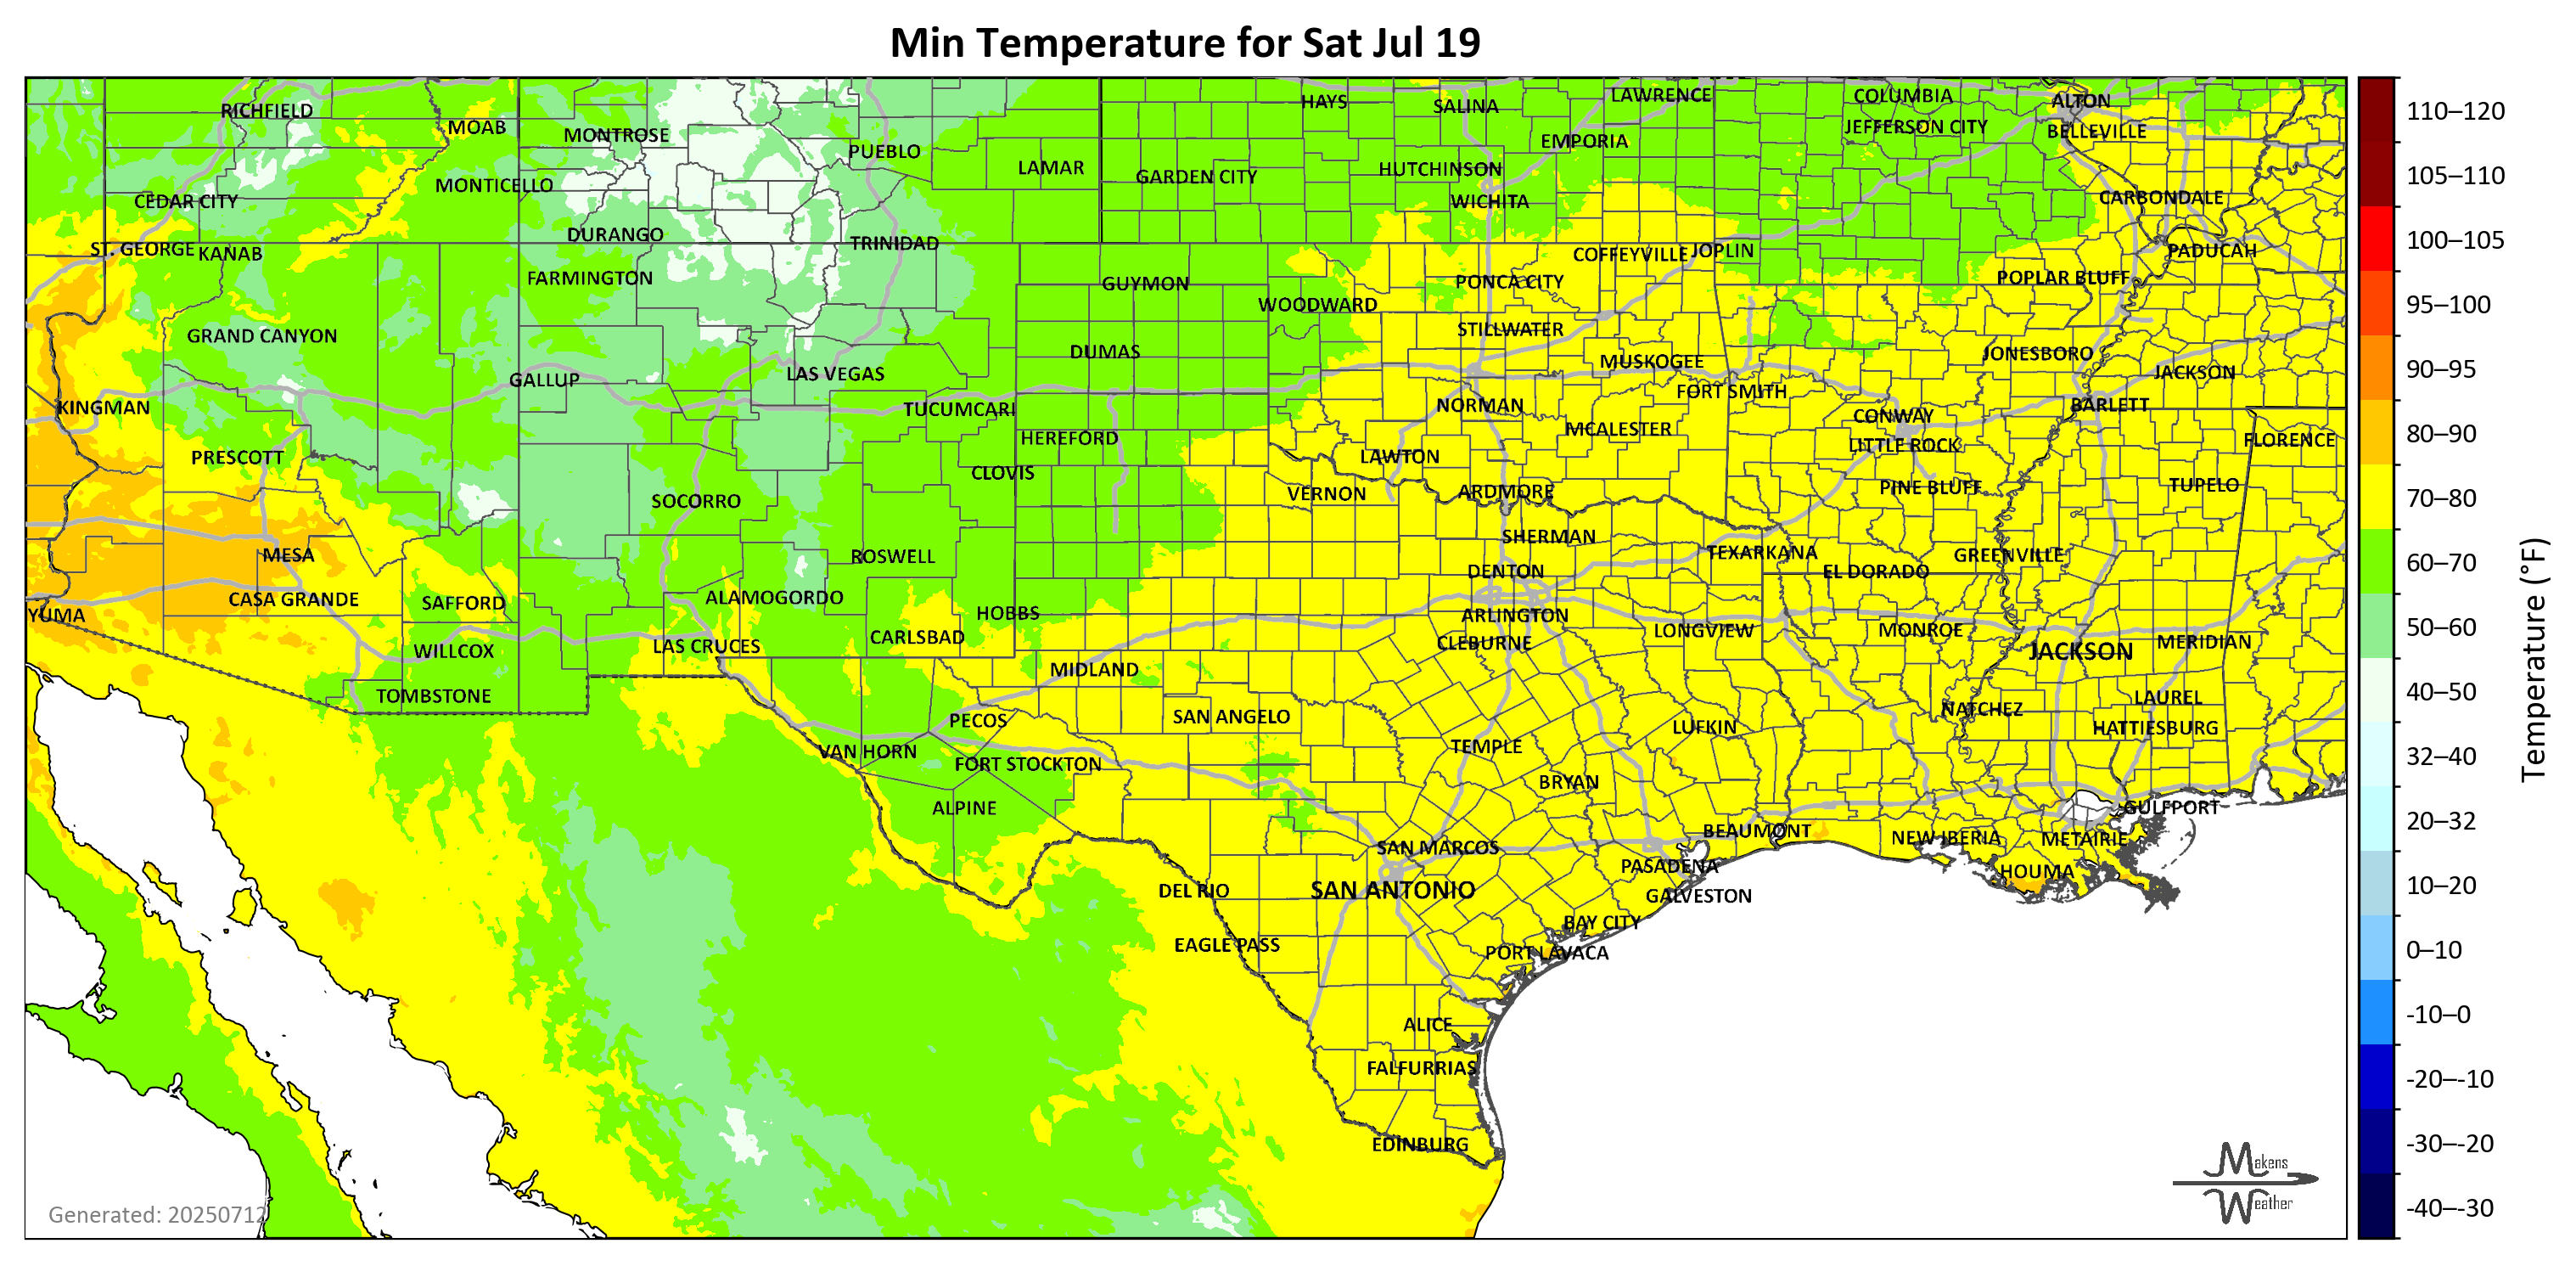 Min Temperature for Sat Jul 19
RICHFIELD
MOAB
MONTROSE
PUEBLO
LAMAR
HAYS
SALINA
LAWRENCE
COLUMBIA
ALTON
JEFFERSON CITY
BELLEVILLE
EMPORIA
HUTCHINSON
GARDEN CITY
MONTICELLO
CEDAR CITY
WICHITA
CARBONDALE
DURANGO
TRINIDAD
ST. GEORGE
KANAB
COFFEYVILLE
JOPLIN
PADUCAH
FARMINGTON
GUYMON
PONCA CITY
POPLAR BLUFF
WOODWARD
GRAND CANYON
STILLWATER
DUMAS
MUSKOGEE
JONESBORO
JACKSON
GALLUP
LAS VEGAS
FORT SMITH
KINGMAN
TUCUMCARI
NORMAN
CONWAY
BARLETT
HEREFORD
MCALESTER
LITTLE ROCK
FLORENCE
PRESCOTT
CLOVIS
LAWTON
SOCORRO
VERNON
ARDMORE
PINE BLUFF
TUPELO
MESA
ROSWELL
SHERMAN
TEXARKANA
GREENVILLE
DENTON
EL DORADO
YUMA
CASA GRANDE
SAFFORD
ALAMOGORDO
HOBBS
ARLINGTON
WILLCOX
LAS CRUCES
CARLSBAD
CLEBURNE
LONGVIEW
MONROE
JACKSON
MERIDIAN
TOMBSTONE
MIDLAND
LAUREL
PECOS
SAN ANGELO
NATCHEZ
HATTIESBURG
LUFKIN
VAN HORN
FORT STOCKTON
TEMPLE
BRYAN
ALPINE
GULFPORT
BEAUMONT
NEW IBERIA
METAIRIE
SAN MARCOS
PASADENA
HOUMA
DEL RIO
SAN ANTONIO
GALVESTON
BAY CITY
EAGLE PASS
PORT LAVACA
ALICE
FALFURRIAS
EDINBURG
Generated: 20250712
Makens
Weather
110–120
105–110
100–105
95–100
90–95
80–90
70–80
60–70
50–60
40–50
32–40
20–32
10–20
0–10
-10–0
-20–-10
-30–-20
-40–-30
Temperature (°F)